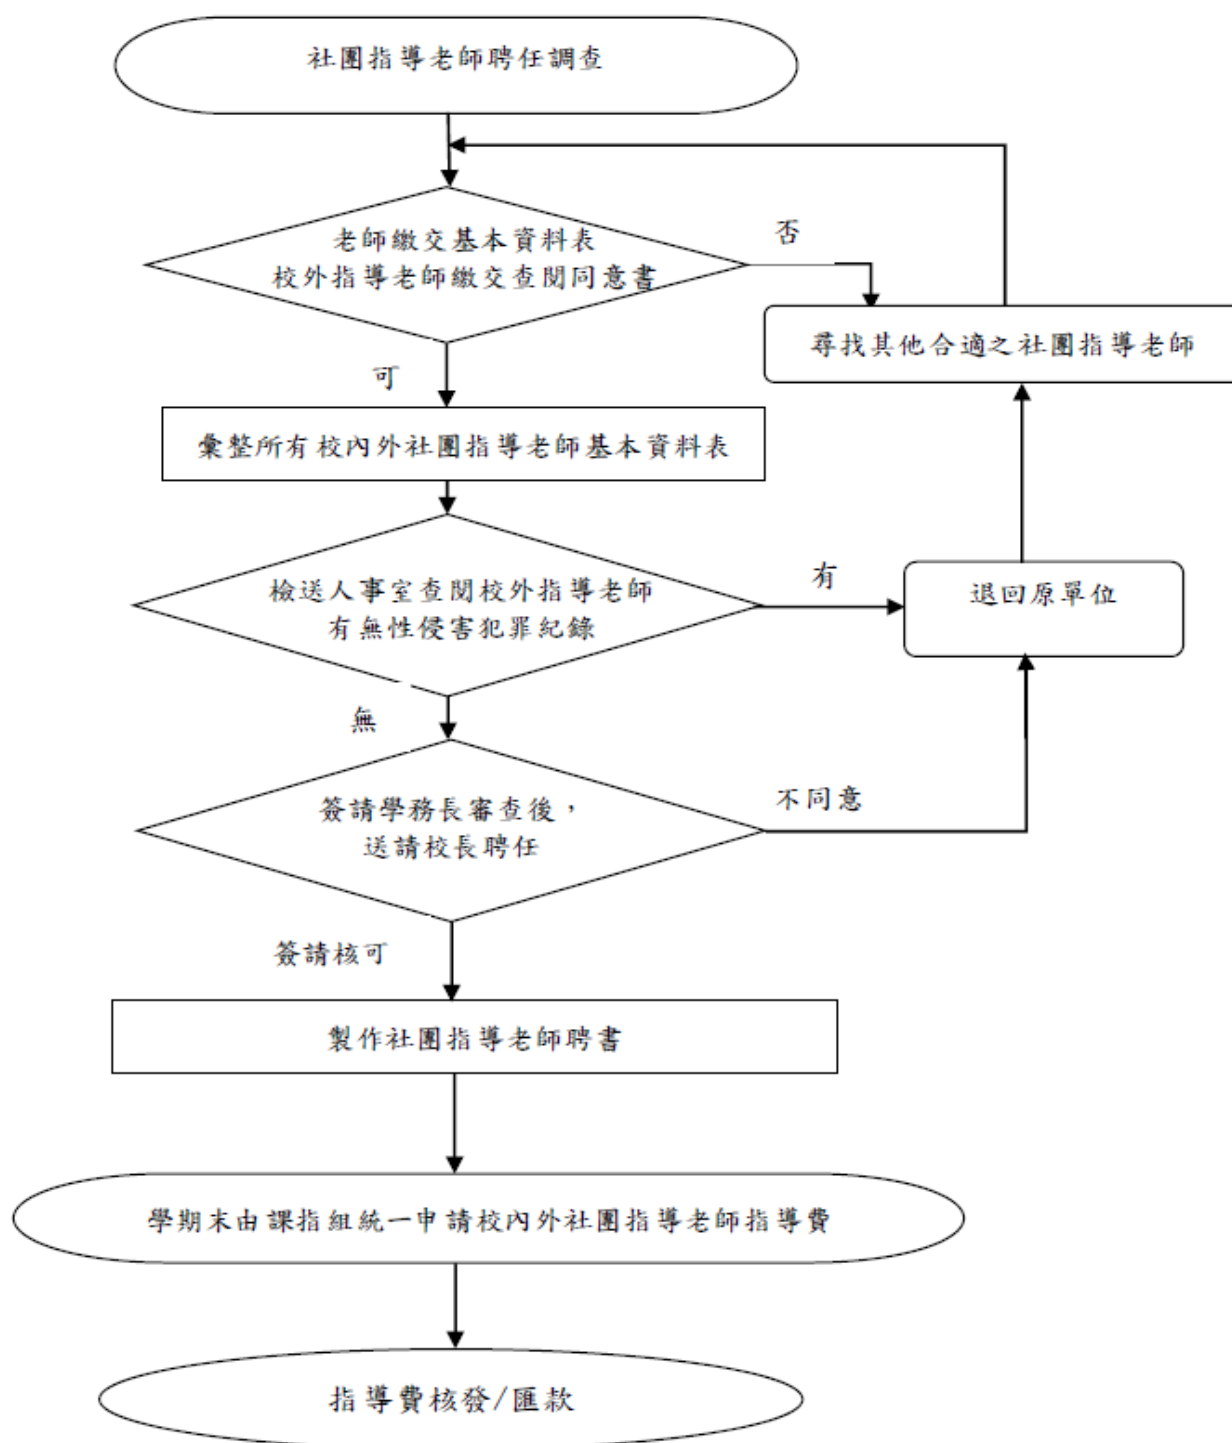 社團指導老師聘任調查
老師繳交基本資料表
校外指導老師繳交查閱同意書
否
尋找其他合適之社團指導老師
可
彙整所有校內外社團指導老師基本資料表
檢送人事室查閱校外指導老師
有無性侵害犯罪紀錄
有
退回原單位
無
簽請學務長審查後，
送請校長聘任
不同意
簽請核可
製作社團指導老師聘書
學期末由課指組統一申請校內外社團指導老師指導費
指導費核發/匯款